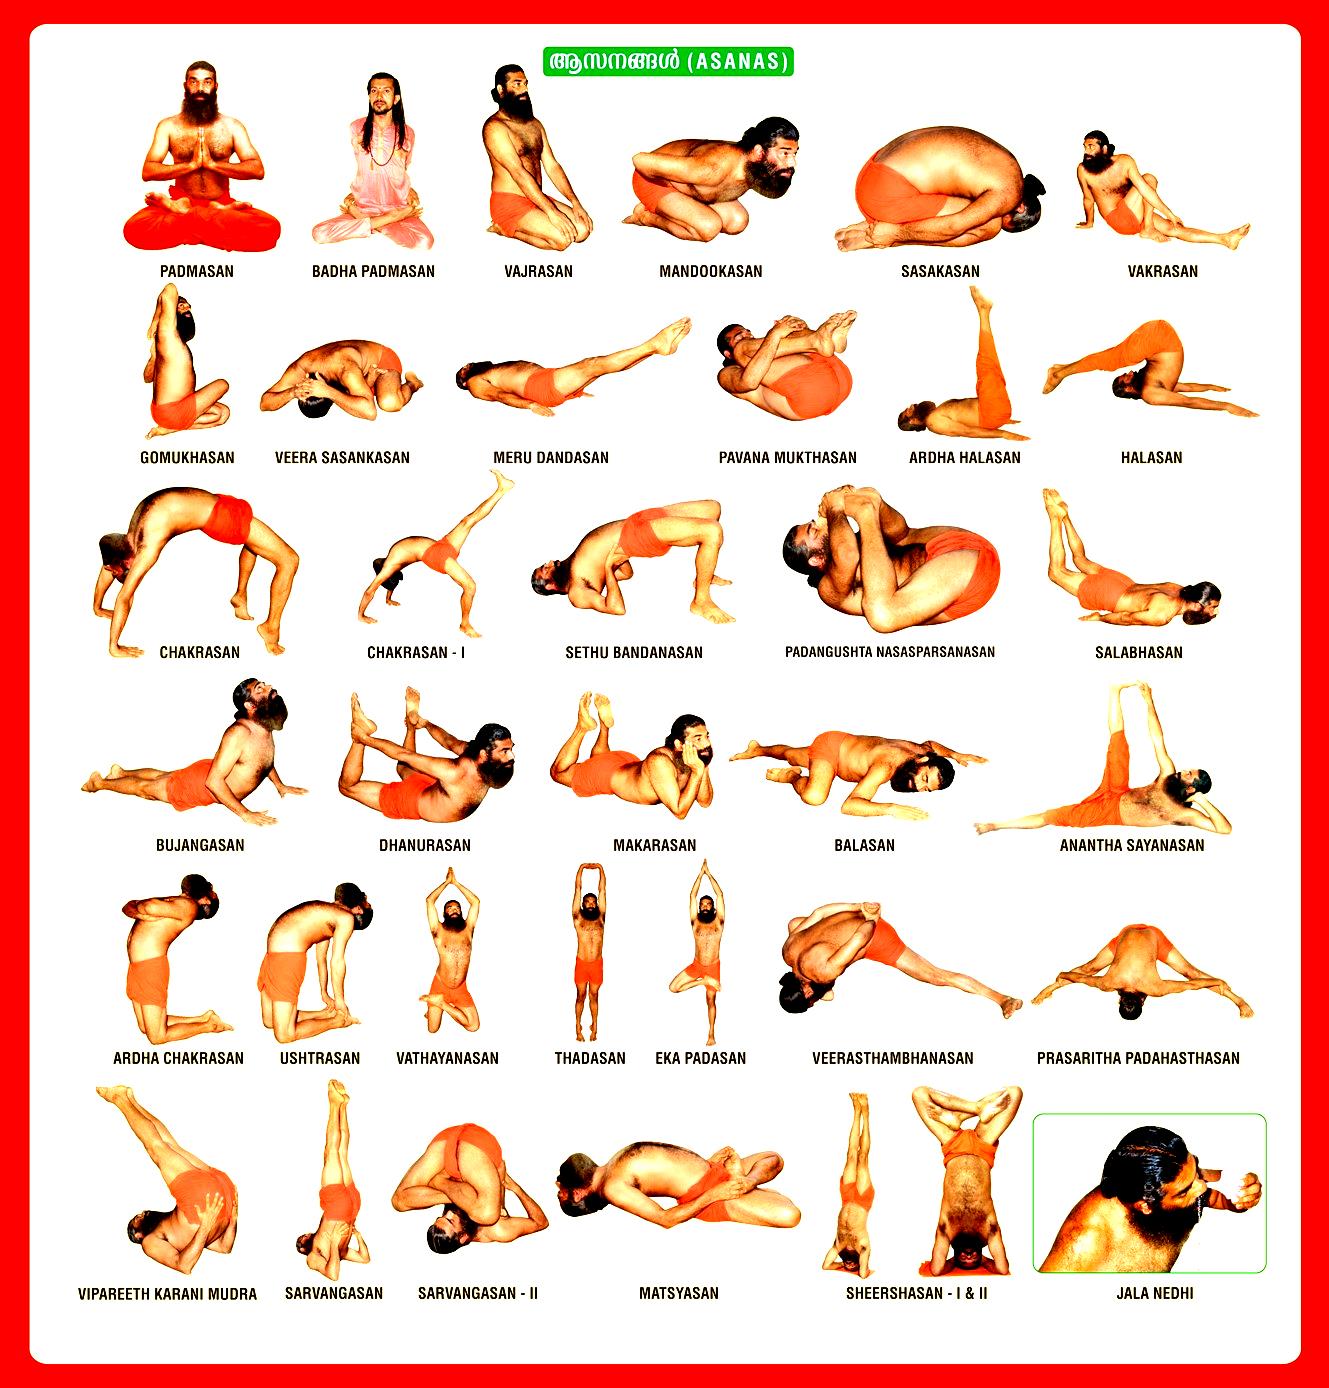 ആസനങ്ങൾ (ASANAS)
PADMASAN
BADHA PADMASAN
VAJRASAN
MANDOOKASAN
SASAKASAN
VAKRASAN
GOMUKHASAN
VEERA SASANKASAN
MERU DANDASAN
PAVANA MUKTHASAN
ARDHA HALASAN
HALASAN
CHAKRASAN
CHAKRASAN - I
SETHU BANDANASAN
PADANGUSHTA NASASPARSANASAN
SALABHASAN
BUJANGASAN
DHANURASAN
MAKARASAN
BALASAN
ANANTHA SAYANASAN
ARDHA CHAKRASAN
USHTRASAN
VATHAYANASAN
THADASAN
EKA PADASAN
VEERASTHAMBHANASAN
PRASARITHA PADAHASTHASAN
VIPAREETH KARANI MUDRA
SARVANGASAN
SARVANGASAN - II
MATSYASAN
SHEERSHASAN - I & II
JALA NEDHI